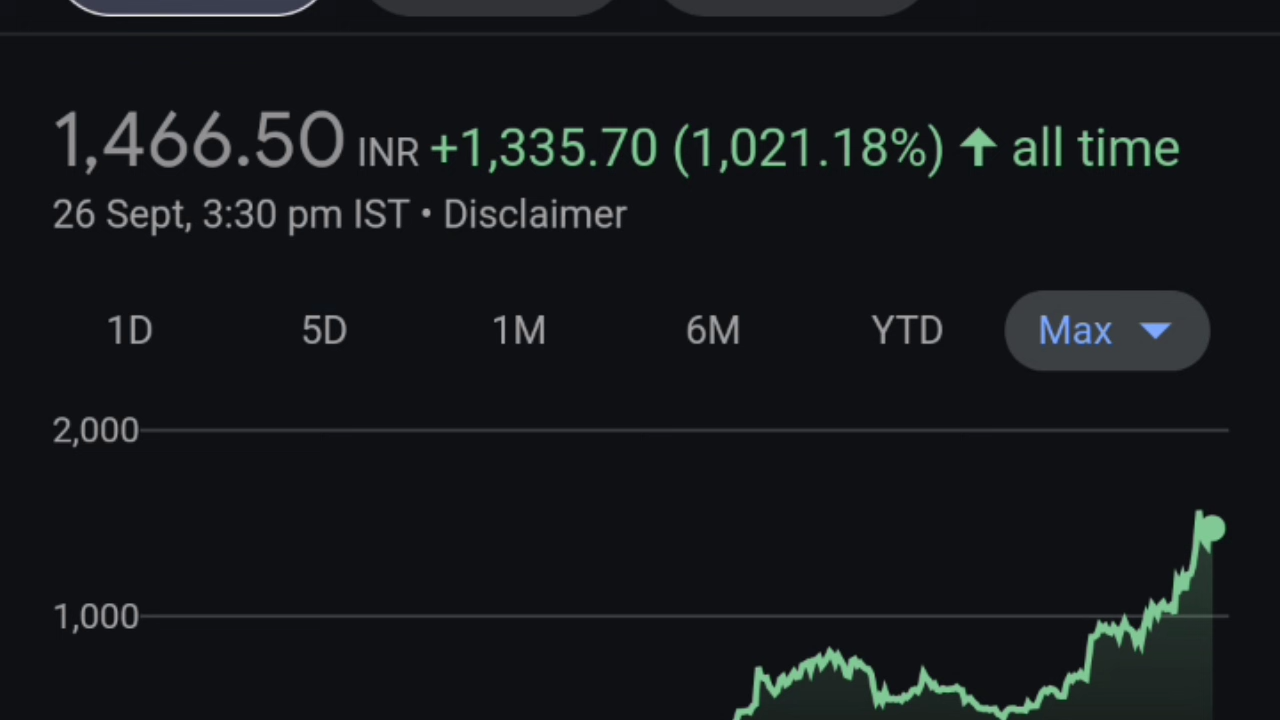 1,466.50 INR +1,335.70 (1,021.18%) ↑ all time
26 Sept, 3:30 pm IST • Disclaimer
1D 5D 1M 6M YTD Max
2,000
1,000